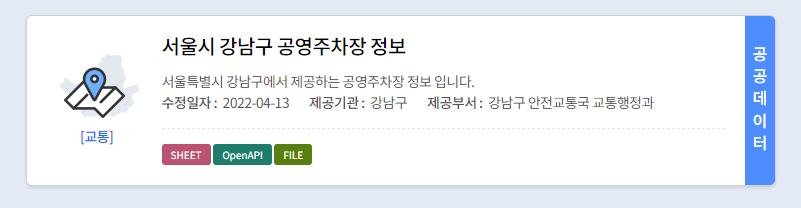 서울시 강남구 공영주차장 정보
서울특별시 강남구에서 제공하는 공영주차장 정보 입니다.
수정일자 : 2022-04-13 제공기관 : 강남구 제공부서 : 강남구 안전교통국 교통행정과
[교통]
SHEET OpenAPI FILE
공공데이터